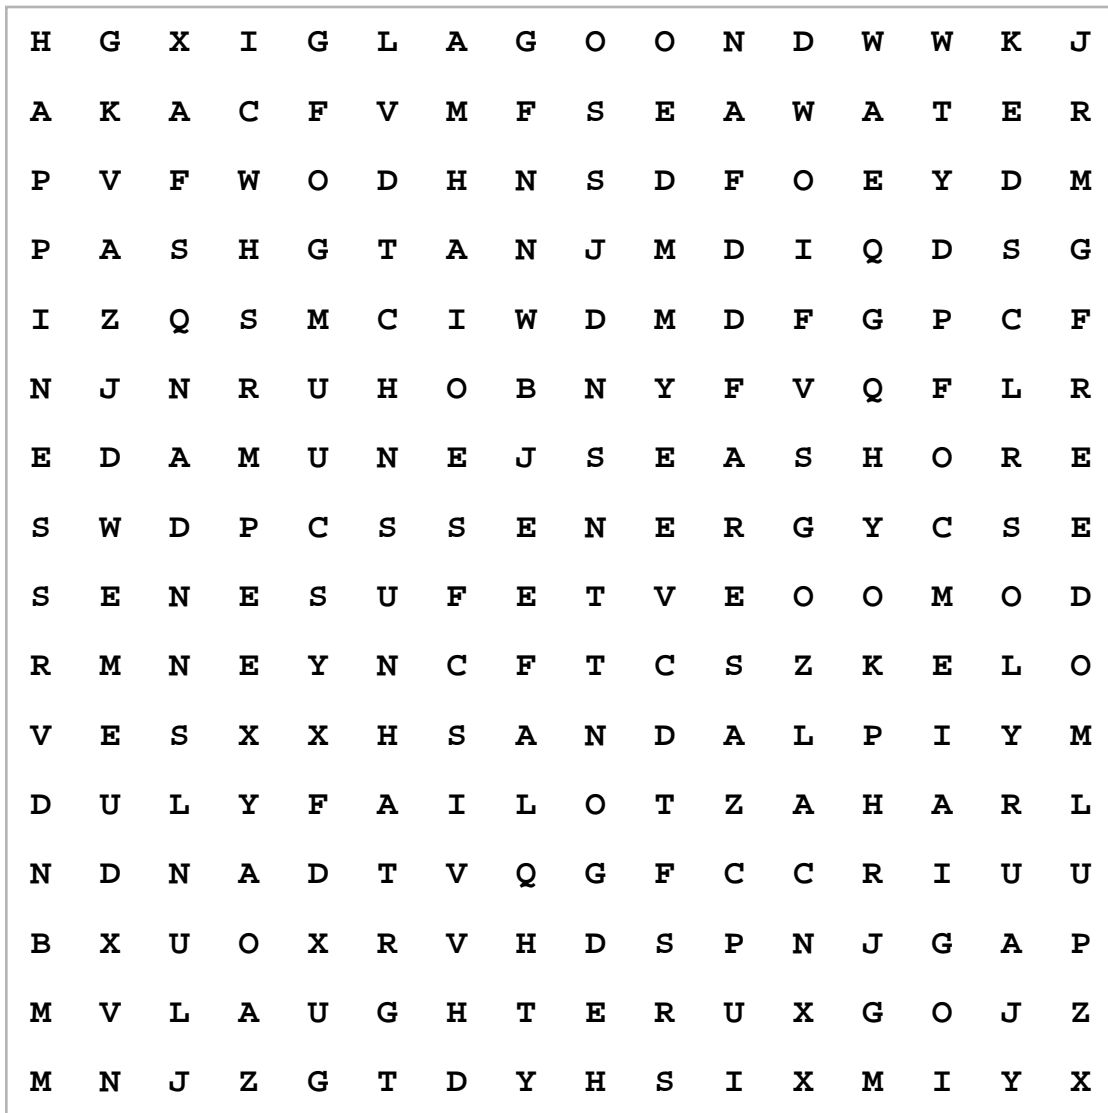 H G X I G L A G O O N D W W K J
A K A C F V M F S E A W A T E R
P V F W O D H N S D F O E Y D M
P A S H G T A N J M D I Q D S G
I Z Q S M C I W D M D F G P C F
N J N R U H O B N Y F V Q F L R
E D A M U N E J S E A S H O R E
S W D P C S S E N E R G Y C S E
S E N E S U F E T V E O O M O D
R M N E Y N C F T C S Z K E L O
V E S X X H S A N D A L P I Y M
D U L Y F A I L O T Z A H A R L
N D N A D T V Q G F C C R I U U
B X U O X R V H D S P N J G A P
M V L A U G H T E R U X G O J Z
M N J Z G T D Y H S I X M I Y X